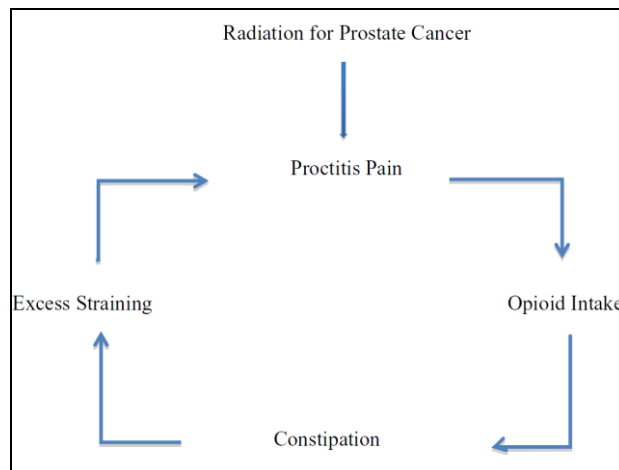 Radiation for Prostate Cancer
Proctitis Pain
Excess Straining
Opioid Intake
Constipation